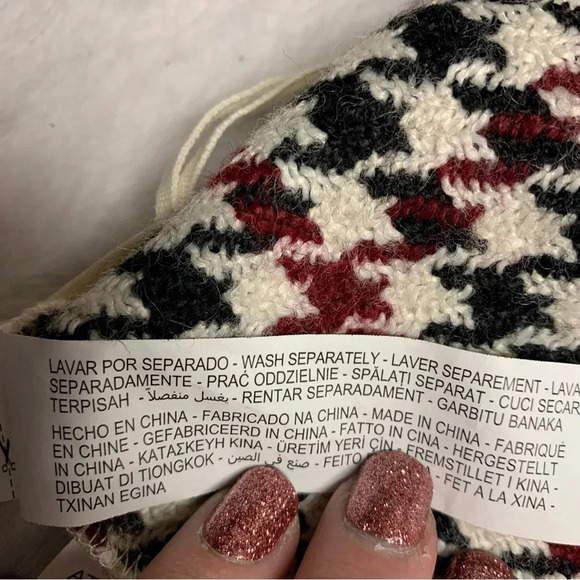 LAVAR POR SEPARADO - WASH SEPARATELY - LAVER SEPAREMENT - LAVAR
SEPARADAMENTE - PRAĆ ODDZIELNIE - SPĂLAȚI SEPARAT - CUCI SECARA
TERPISAH - يغسل منفصلاً - RENTAR SEPARADAMENT - GARBITU BANAKA
HECHO EN CHINA - FABRICADO NA CHINA - MADE IN CHINA - FABRIQUÉ
EN CHINE - GEFABRICEERD IN CHINA - FATTO IN CINA - HERGESTELLT
IN CHINA - ΚΑΤΑΣΚΕΥΗ ΚΙΝΑ - ÜRETİM YERİ ÇİN - FREMSTILLET I KINA -
DIBUAT DI TIONGKOK - صنع في الصين - FEITO - FET A LA XINA -
TXINAN EGINA